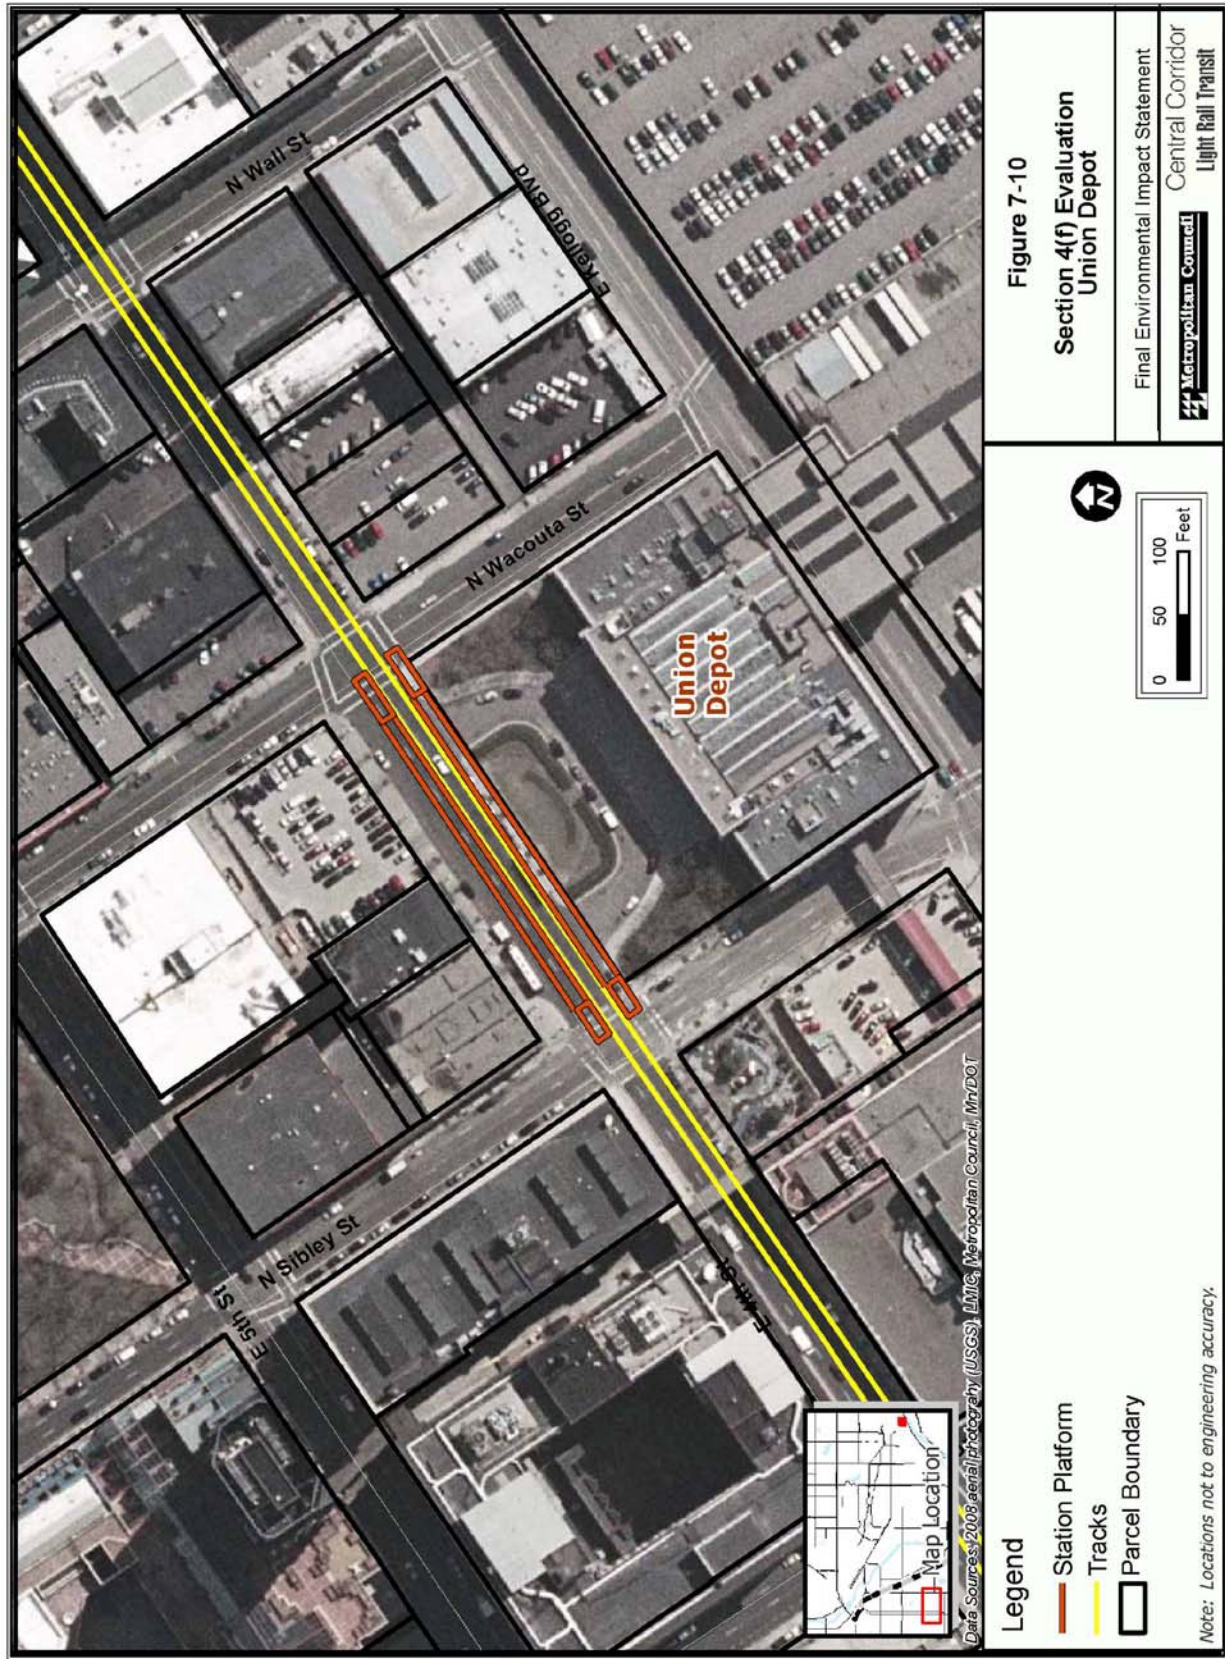 N Wall St
E Kellogg Blvd
N Wacouta St
Union
Depot
N Sibley St
E 5th St
E 4th St
Map Location
Data Sources: 2008 aerial photography (USGS), LMIC, Metropolitan Council, Mn/DOT
Legend
Station Platform
Tracks
Parcel Boundary
Note: Locations not to engineering accuracy.
N
0 50 100
Feet
Figure 7-10
Section 4(f) Evaluation
Union Depot
Final Environmental Impact Statement
Metropolitan Council
Central Corridor
Light Rail Transit